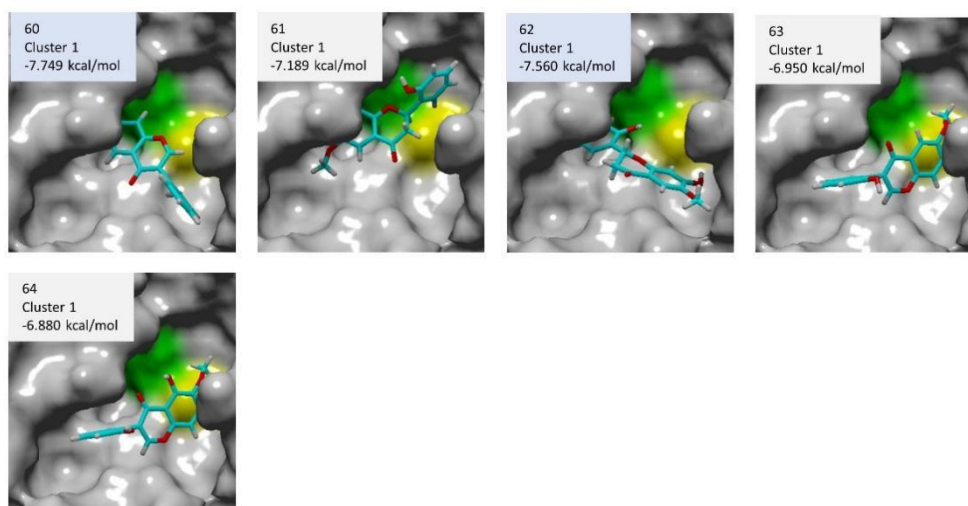 60
Cluster 1
-7.749 kcal/mol
61
Cluster 1
-7.189 kcal/mol
62
Cluster 1
-7.560 kcal/mol
63
Cluster 1
-6.950 kcal/mol
64
Cluster 1
-6.880 kcal/mol